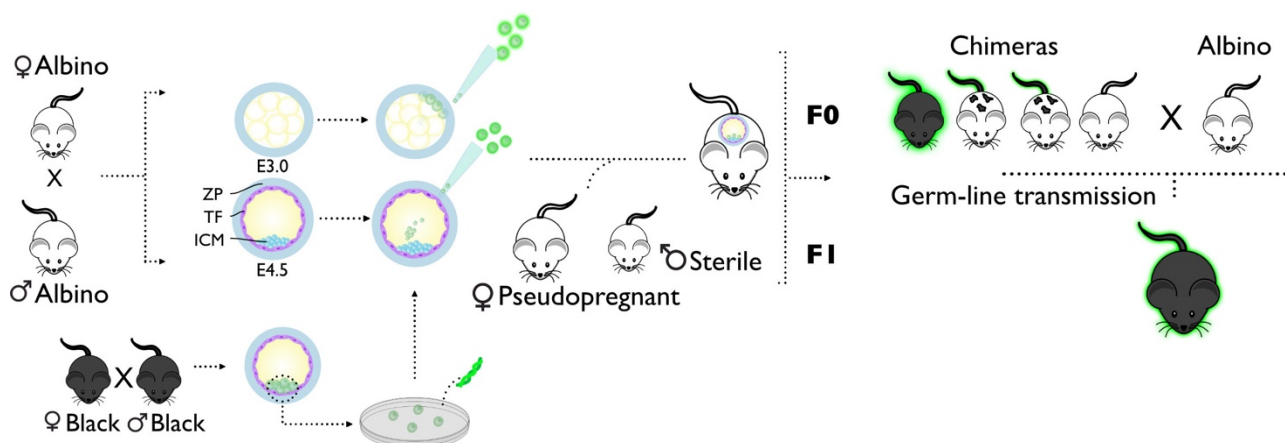 ♀Albino
X
♂Albino
E3.0
ZP
TF
ICM
E4.5
♀Black X ♂Black
♀Pseudopregnant
♂Sterile
F0
F1
Chimeras
X
Albino
Germ-line transmission